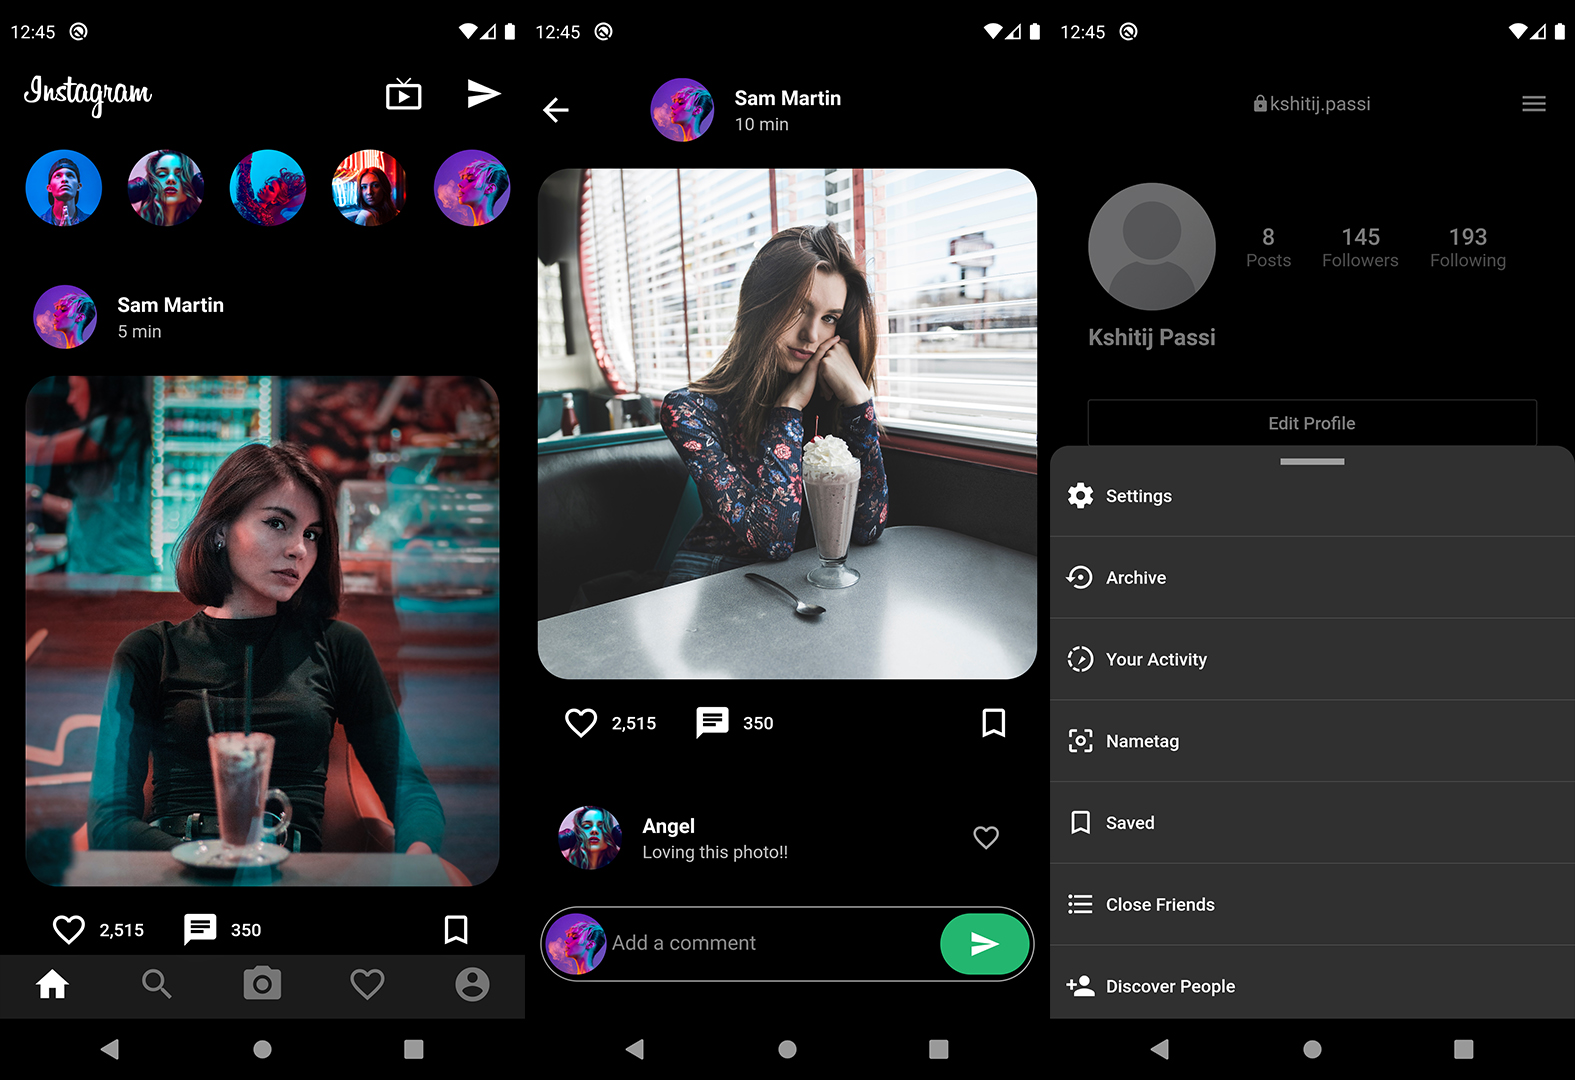 12:45
Instagram
Sam Martin
5 min
2,515
350
12:45
Sam Martin
10 min
2,515
350
Angel
Loving this photo!!
Add a comment
12:45
kshitij.passi
8
Posts
145
Followers
193
Following
Kshitij Passi
Edit Profile
Settings
Archive
Your Activity
Nametag
Saved
Close Friends
Discover People